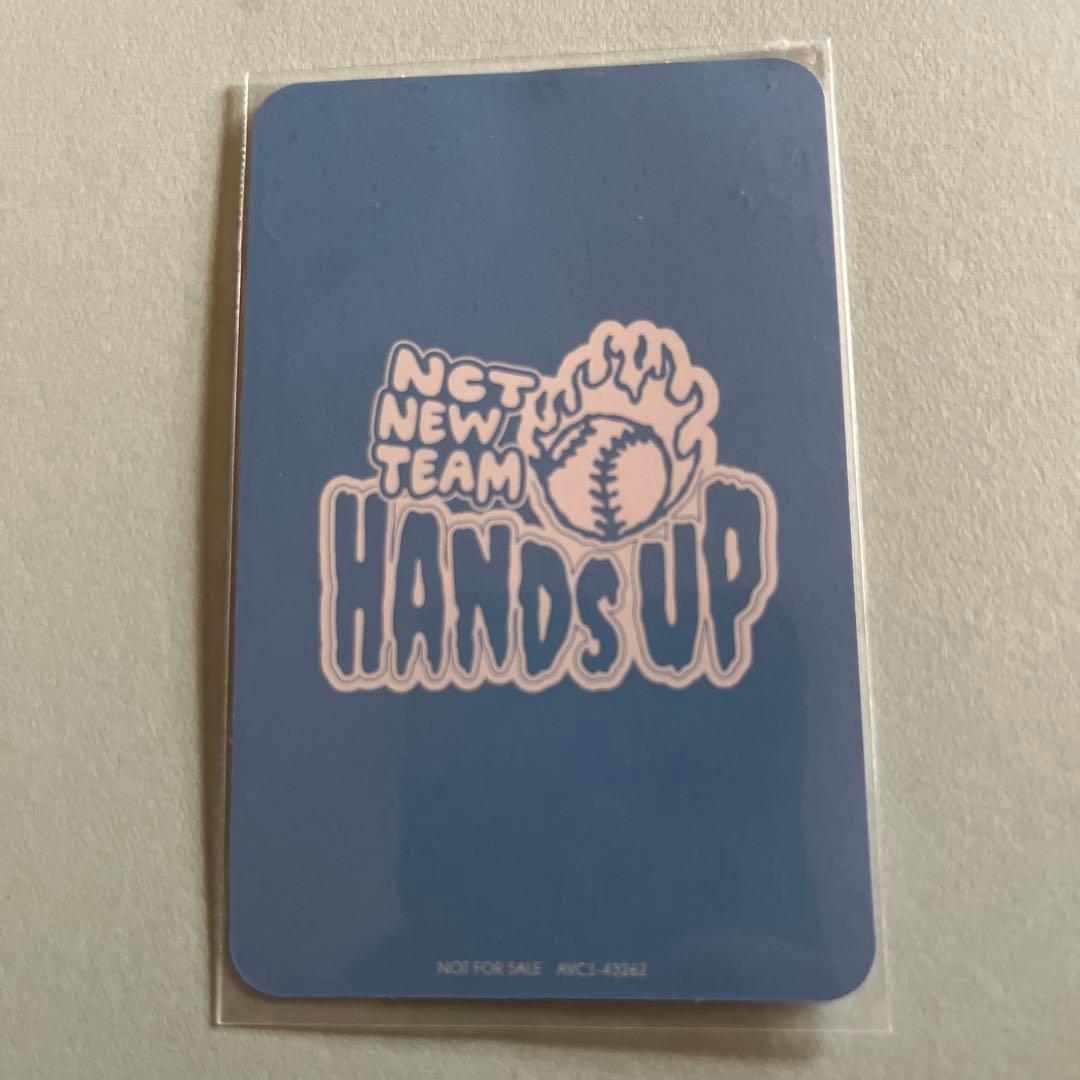 NCT
NEW
TEAM
HANDS UP
NOT FOR SALE AVC1-43262